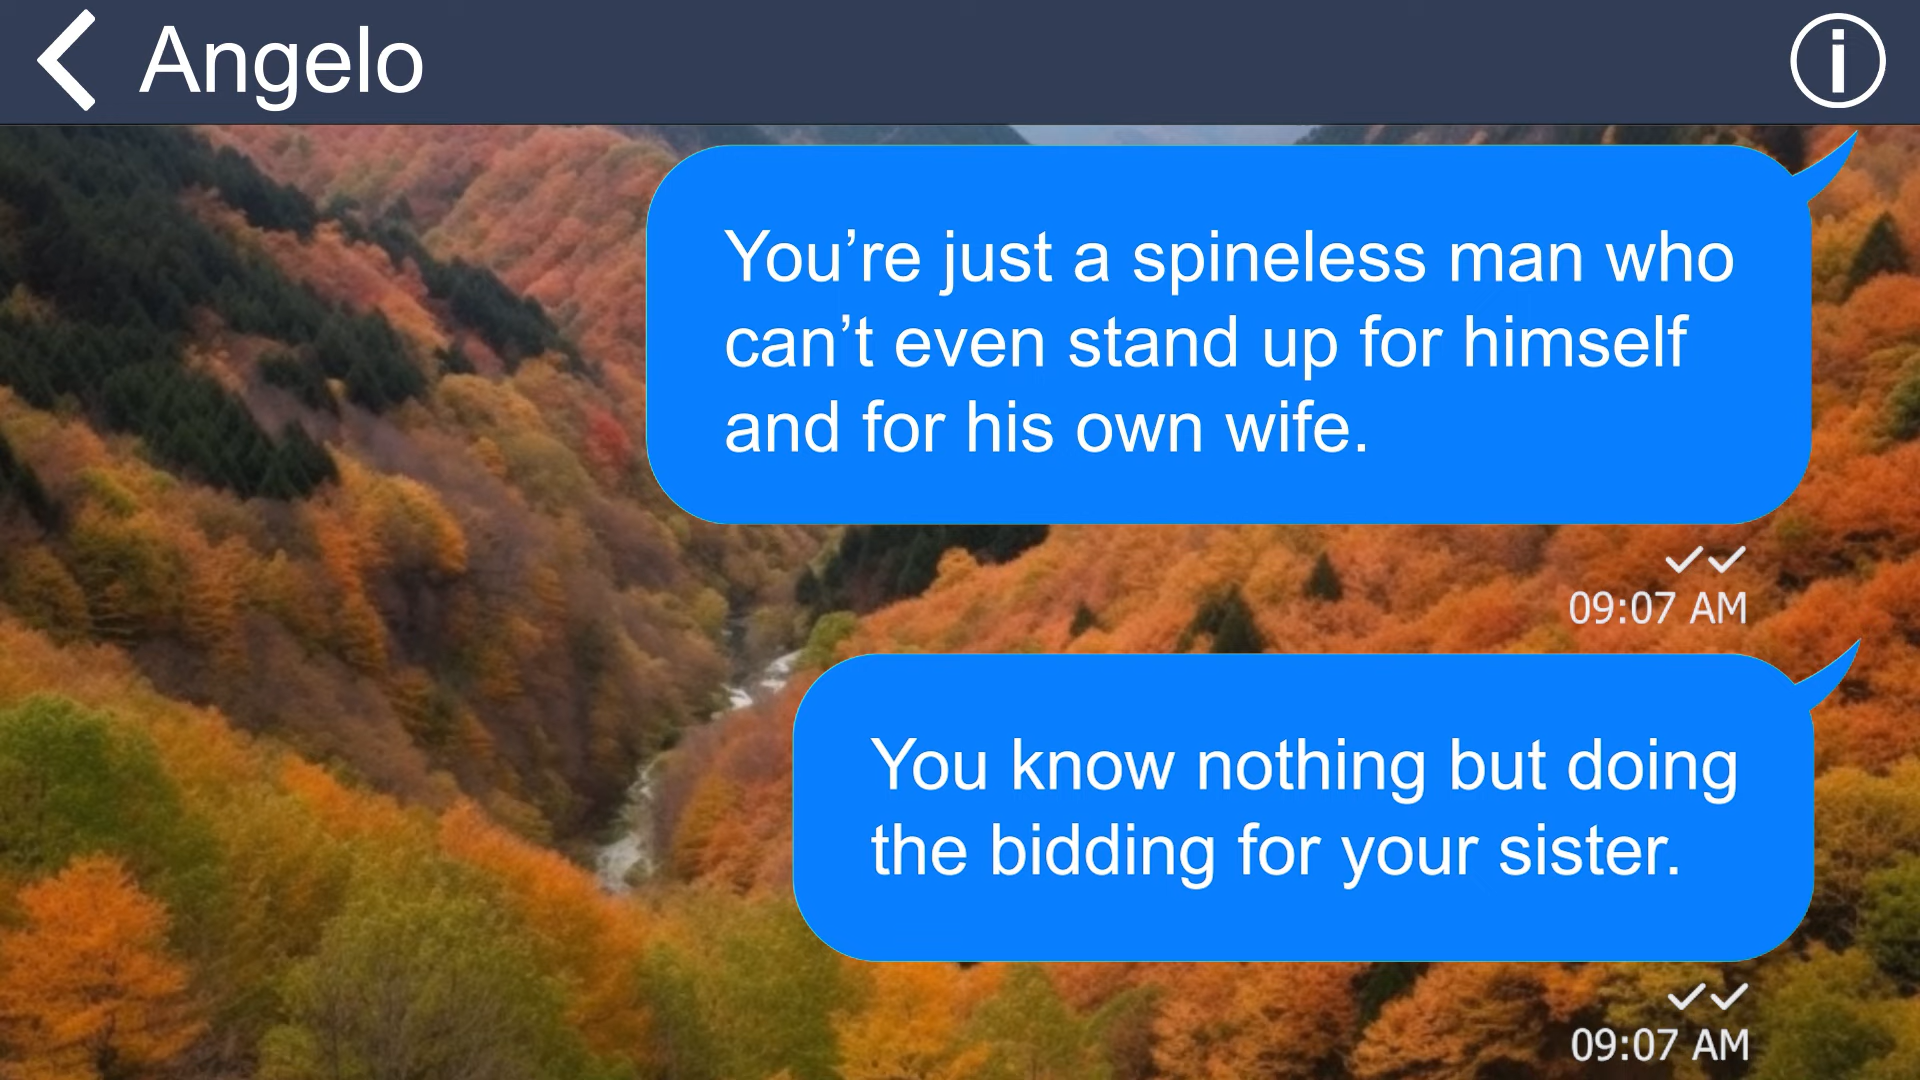 Angelo
You’re just a spineless man who
can’t even stand up for himself
and for his own wife.
09:07 AM
You know nothing but doing
the bidding for your sister.
09:07 AM